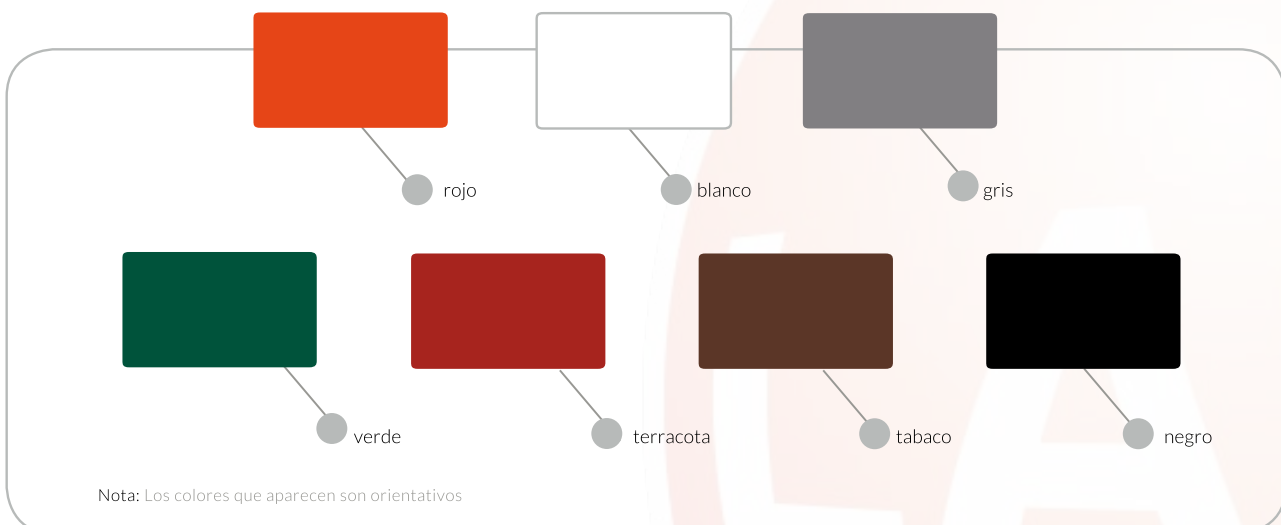 rojo
blanco
gris
verde
terracota
tabaco
negro
Nota: Los colores que aparecen son orientativos